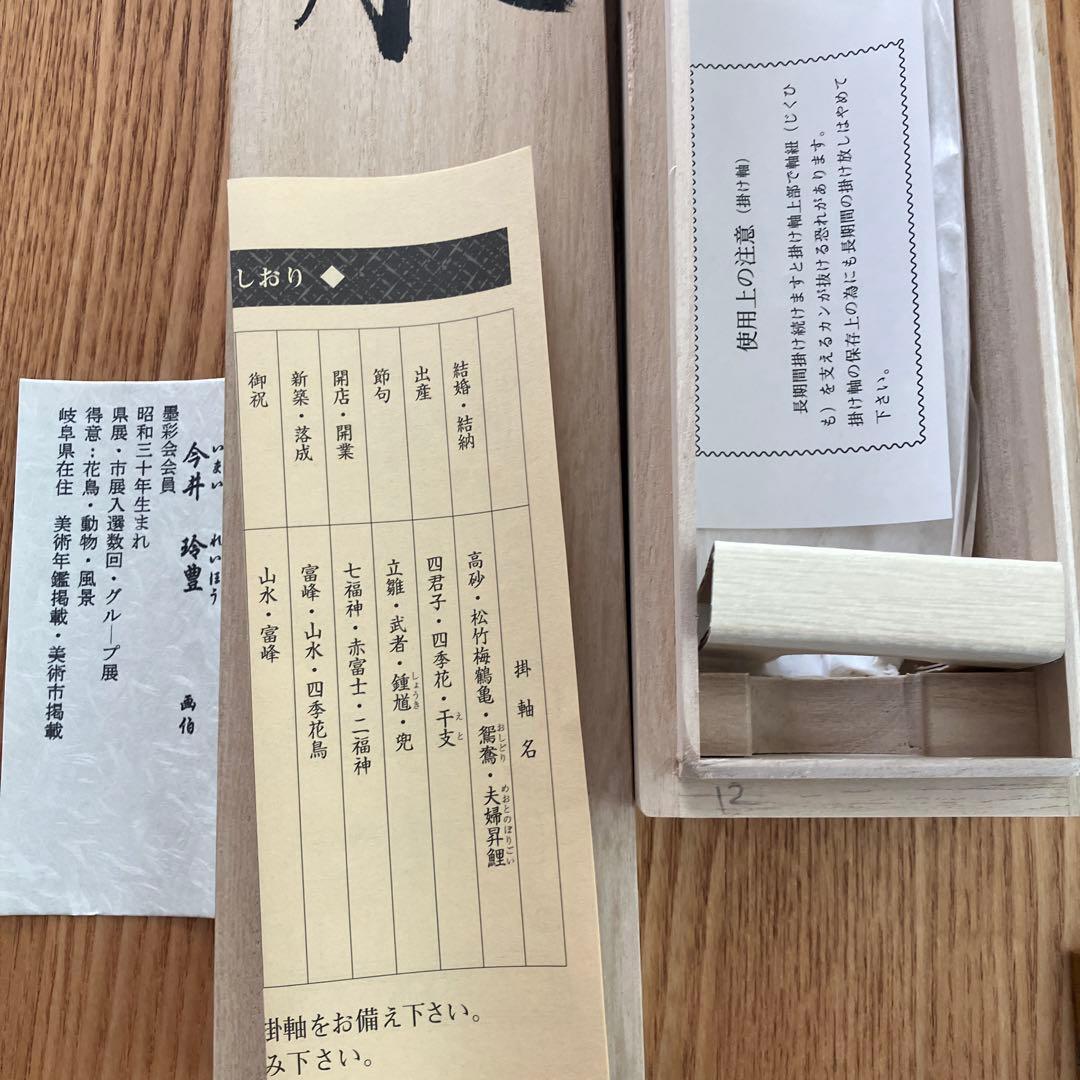 今井 玲豊 画伯
いまい れいほう
墨彩会会員
昭和三十年生まれ
県展・市展入選数回・グループ展
得意：花鳥・動物・風景
岐阜県在住 美術年鑑掲載・美術市掲載
しおり ◆
掛軸名
結婚・結納
高砂・松竹梅鶴亀・鴛鴦・夫婦昇鯉
おしどり
めおとのぼりごい
出産
四君子・四季花・干支
えと
節句
立雛・武者・鍾馗・兜
しょうき
開店・開業
七福神・赤富士・二福神
新築・落成
富峰・山水・四季花鳥
御祝
山水・富峰
掛軸をお備え下さい。
み下さい。
使用上の注意（掛け軸）
長期間掛け続けますと掛け軸上部で軸紐（じくひ
も）を支えるカンが抜ける恐れがあります。
掛け軸の保存上の為にも長期間の掛け放しはやめて
下さい。
12